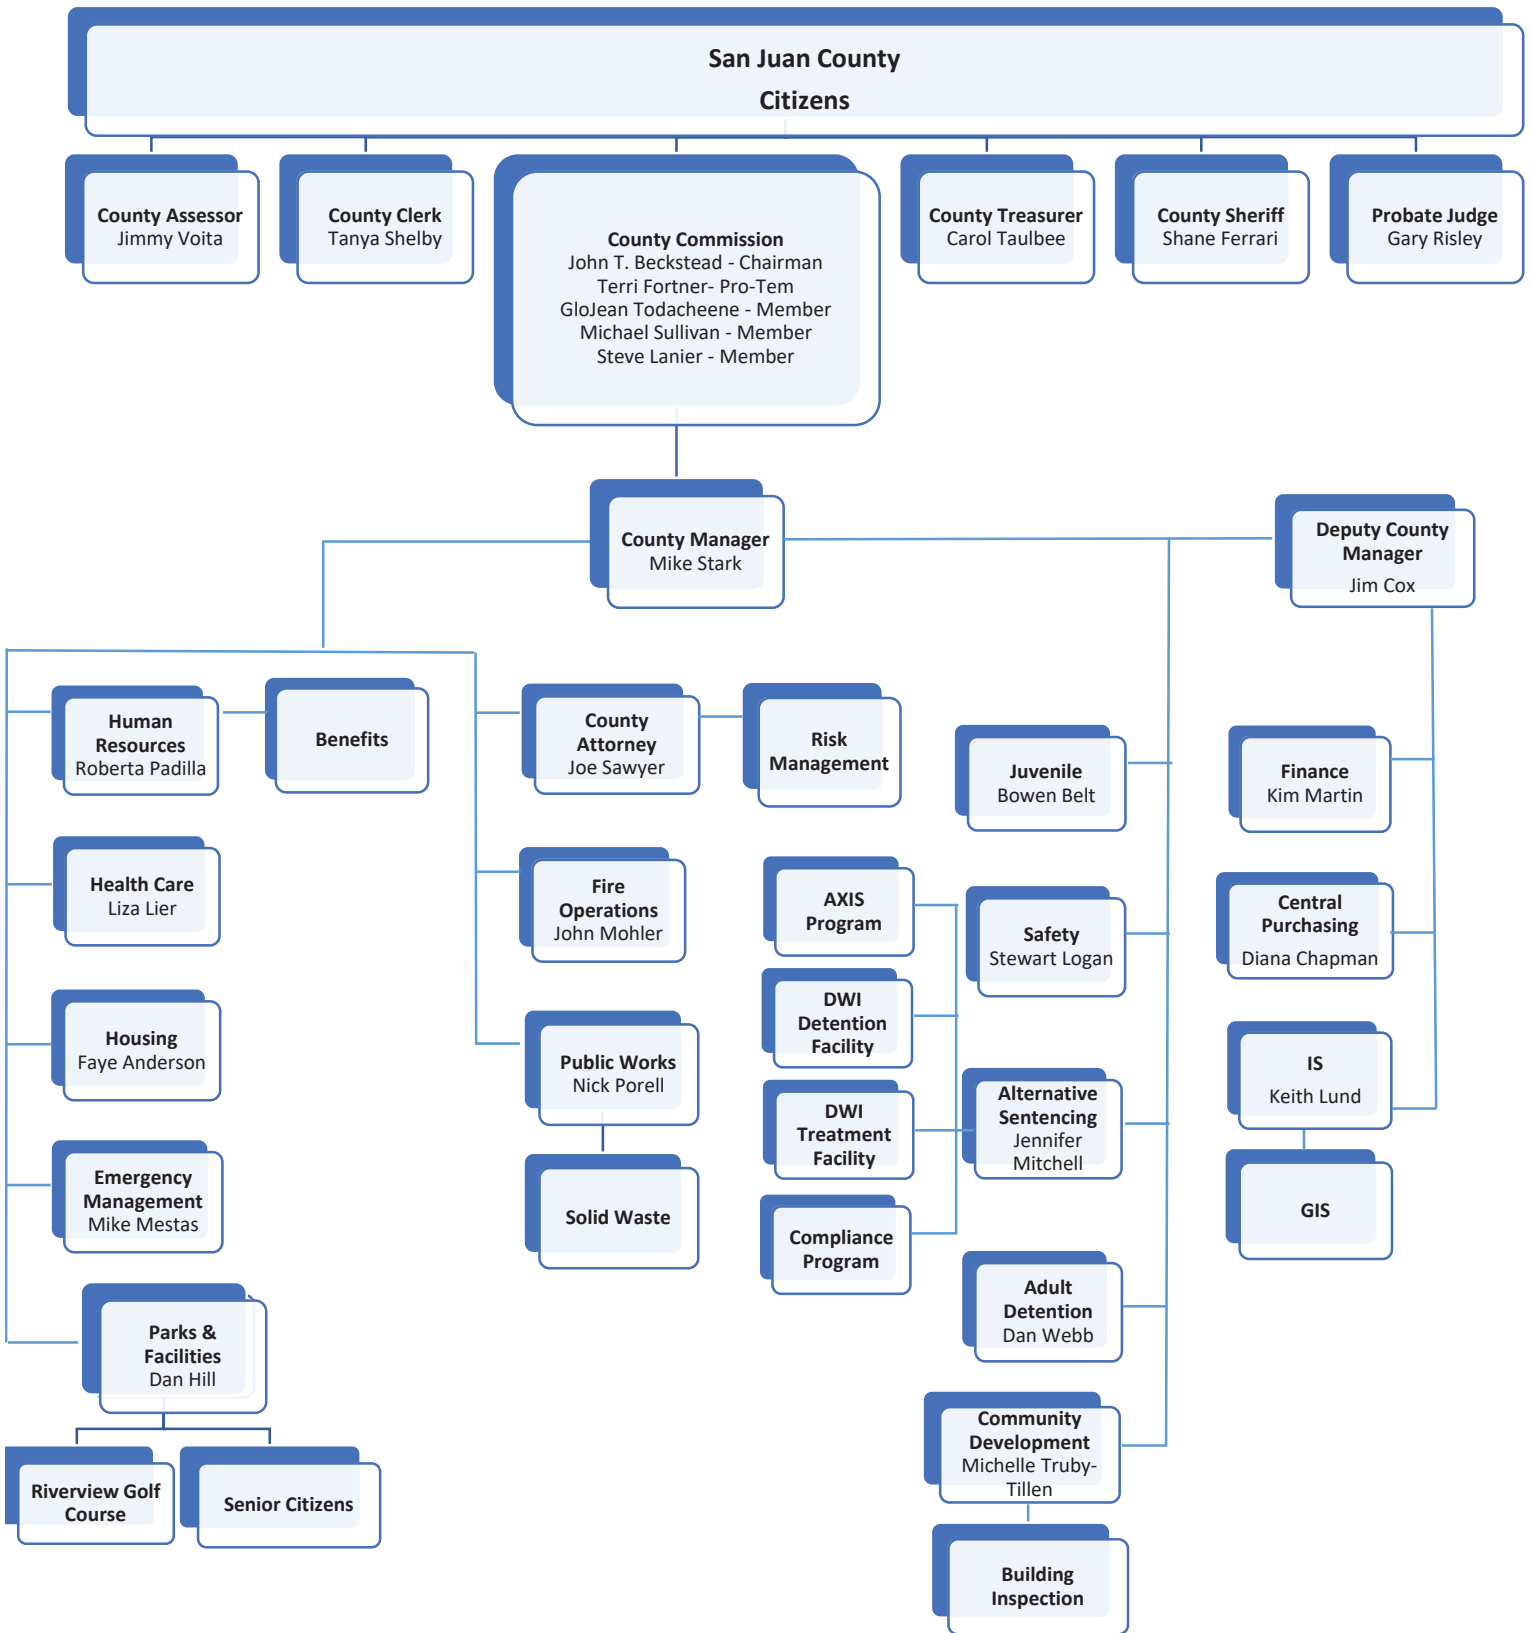 San Juan County
Citizens
County Assessor
Jimmy Voita
County Clerk
Tanya Shelby
County Commission
John T. Beckstead - Chairman
Terri Fortner- Pro-Tem
GloJean Todacheene - Member
Michael Sullivan - Member
Steve Lanier - Member
County Treasurer
Carol Taulbee
County Sheriff
Shane Ferrari
Probate Judge
Gary Risley
County Manager
Mike Stark
Deputy County
Manager
Jim Cox
Human
Resources
Roberta Padilla
Benefits
County
Attorney
Joe Sawyer
Risk
Management
Juvenile
Bowen Belt
Finance
Kim Martin
Health Care
Liza Lier
Fire
Operations
John Mohler
AXIS
Program
Safety
Stewart Logan
Central
Purchasing
Diana Chapman
Housing
Faye Anderson
Public Works
Nick Porell
DWI
Detention
Facility
DWI
Treatment
Facility
Alternative
Sentencing
Jennifer
Mitchell
IS
Keith Lund
Emergency
Management
Mike Mestas
Solid Waste
Compliance
Program
GIS
Parks &
Facilities
Dan Hill
Adult
Detention
Dan Webb
Riverview Golf
Course
Senior Citizens
Community
Development
Michelle Truby-
Tillen
Building
Inspection